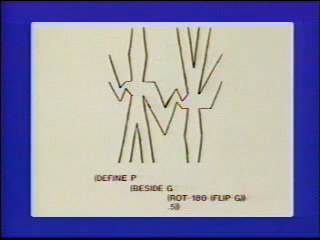 (DEFINE P
(BESIDE G
(ROT-180 (FLIP G))
.5))